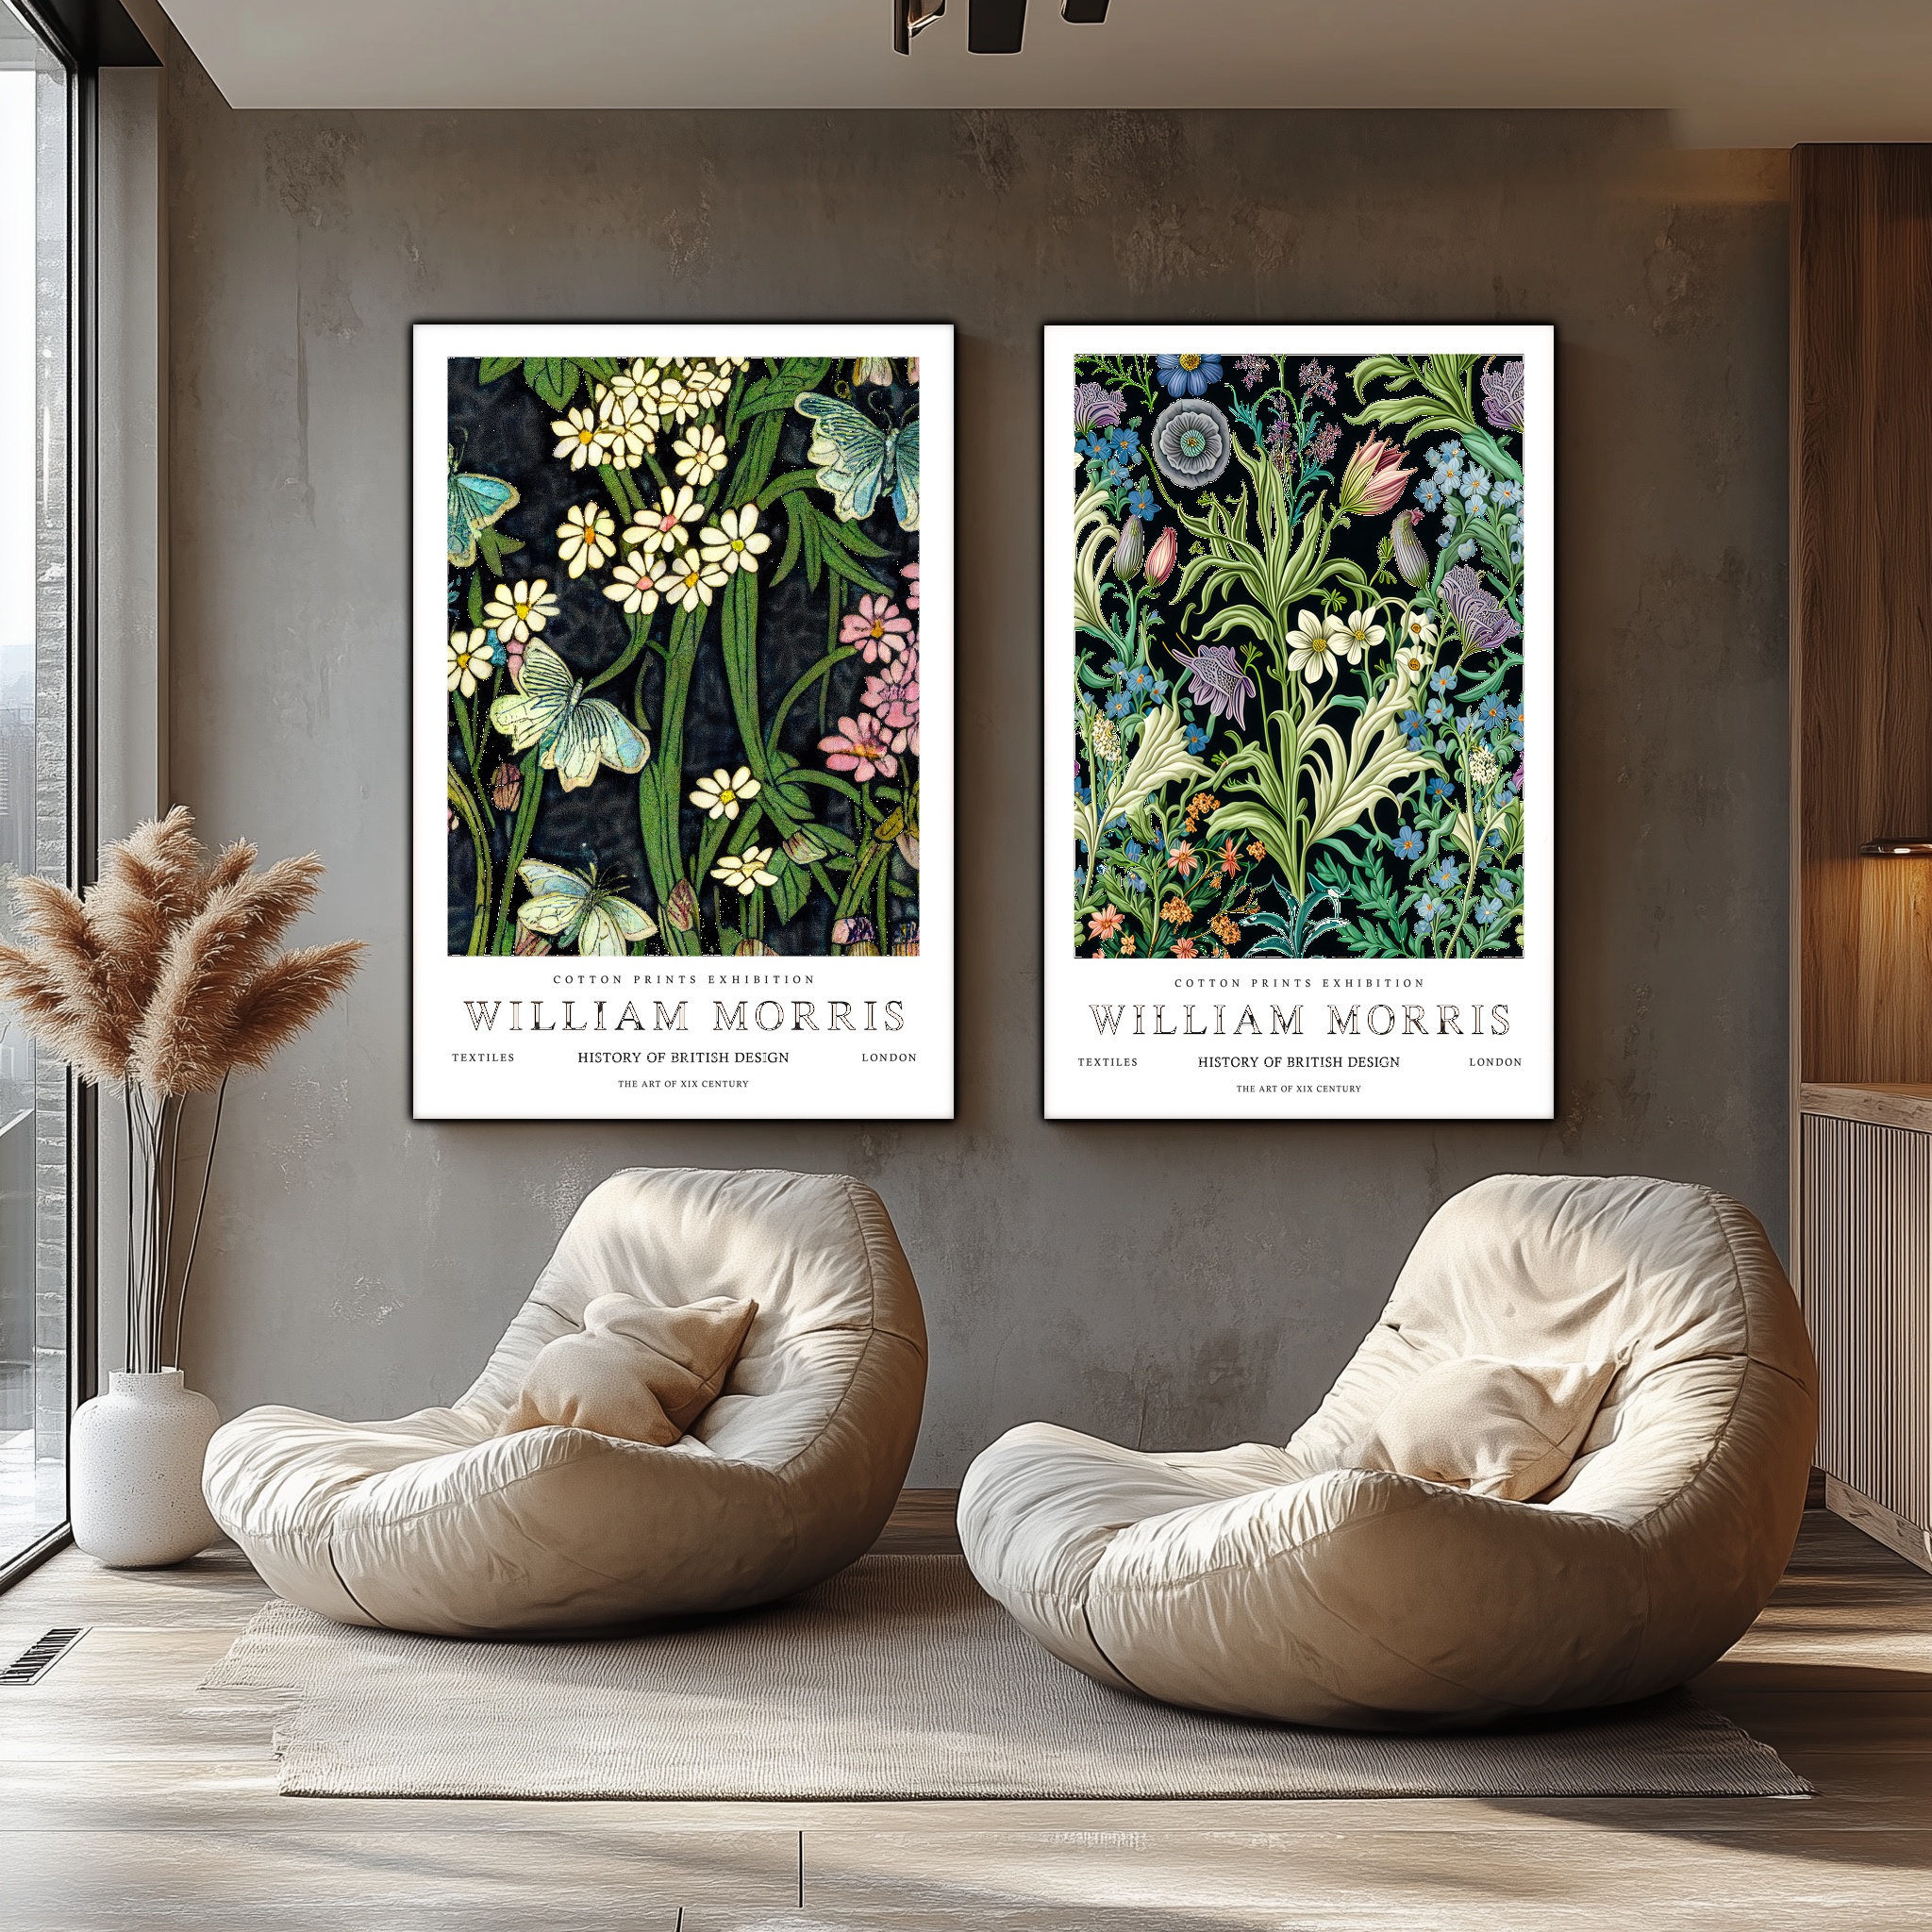 COTTON PRINTS EXHIBITION
WILLIAM MORRIS
TEXTILES HISTORY OF BRITISH DESIGN LONDON
THE ART OF XIX CENTURY
COTTON PRINTS EXHIBITION
WILLIAM MORRIS
TEXTILES HISTORY OF BRITISH DESIGN LONDON
THE ART OF XIX CENTURY